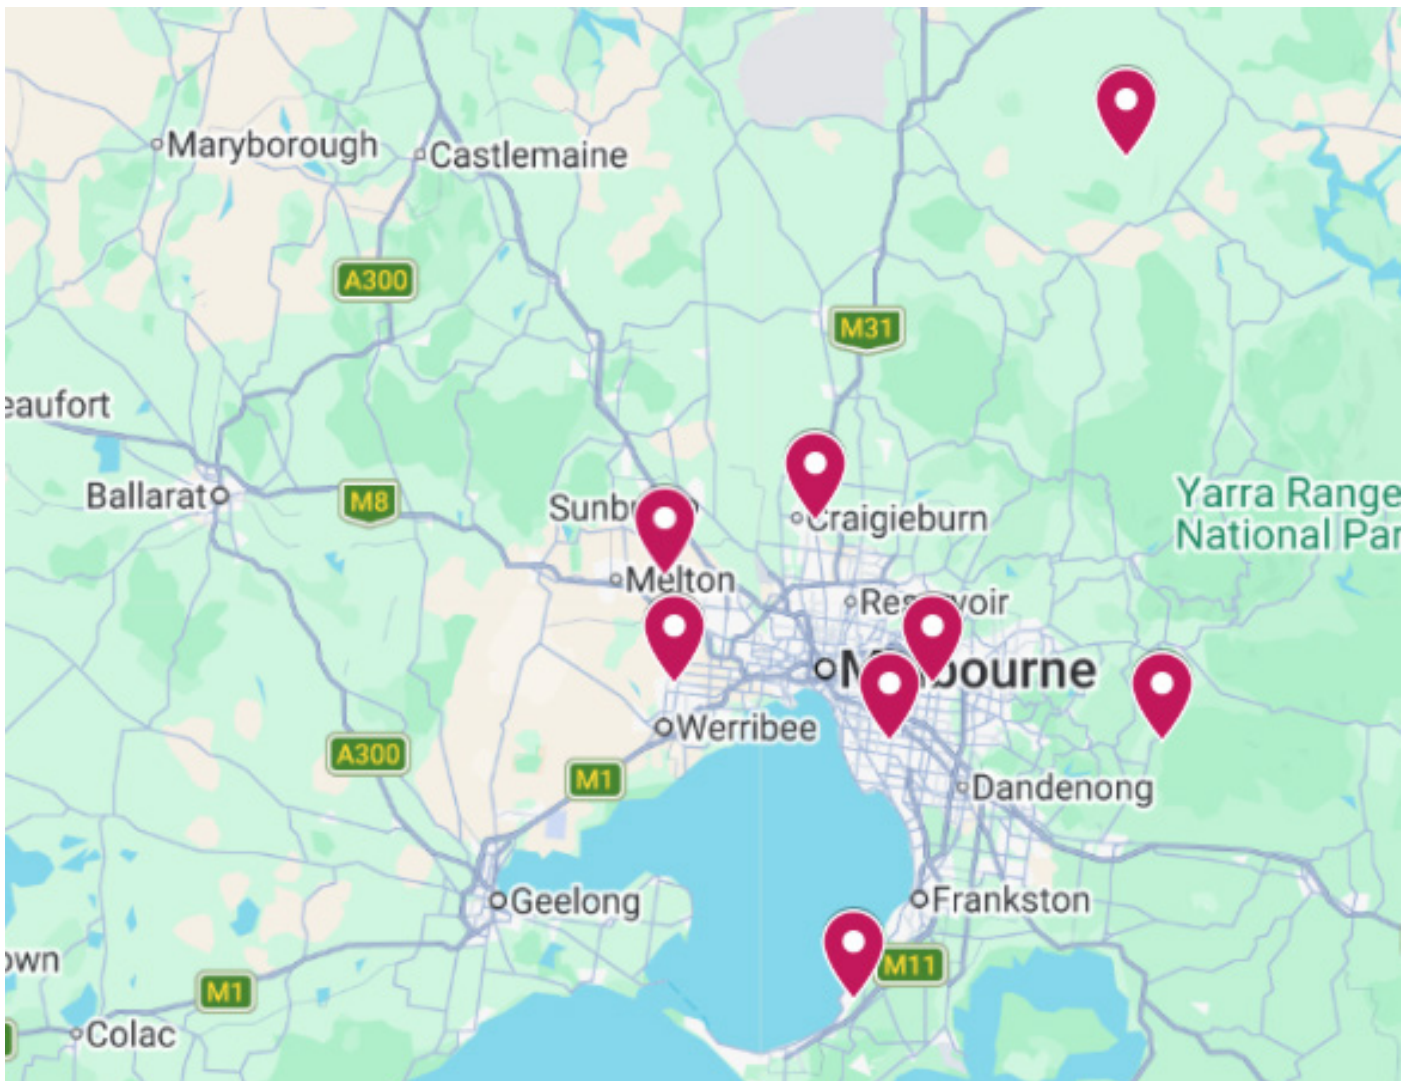 Maryborough
Castlemaine
A300
M31
eaufort
Ballarat
M8
Yarra Range
National Par
Craigieburn
Melton
Melbourne
Werribee
A300
M1
Dandenong
Geelong
Frankston
own
M11
M1
Colac